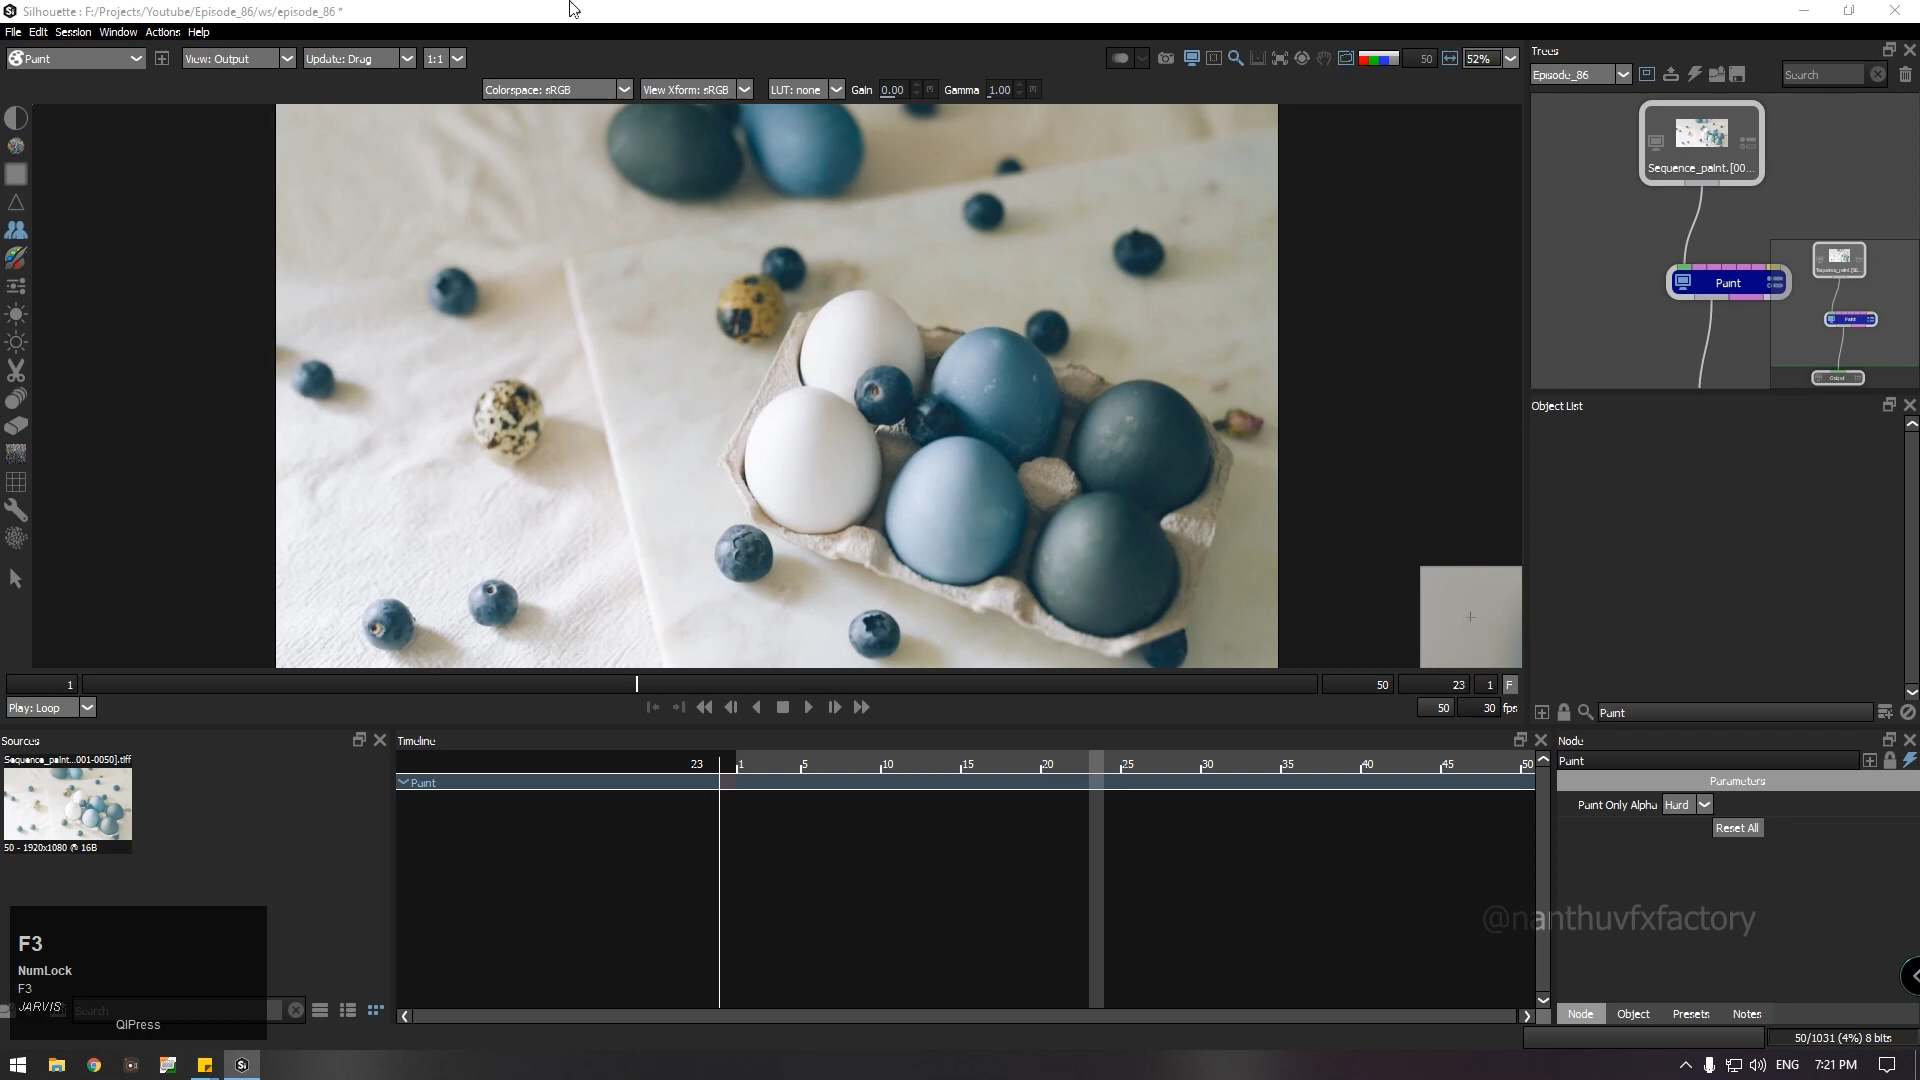 Silhouette : F:/Projects/Youtube/Episode_86/ws/episode_86 *
File Edit Session Window Actions Help
Paint View: Output Update: Drag 1:1 50 52%
Colorspace: sRGB View Xform: sRGB LUT: none Gain 0.00 Gamma 1.00
Trees
Episode_86 Search
Sequence_paint.[00...
Paint
Paint
Output
Object List
Paint
1 50 23 1 F
Play: Loop 50 30 fps
Sources
Sequence_paint...001-0050].tiff
50 - 1920x1080 @ 16B
Timeline
23 1 5 10 15 20 25 30 35 40 45 50
Paint
Node
Paint
Parameters
Paint Only Alpha Hard
Reset All
@nanthuvfxfactory
F3
NumLock
F3
JARVIS
Search
QIPress
Node Object Presets Notes
50/1031 (4%) 8 bits
Si ENG 7:21 PM